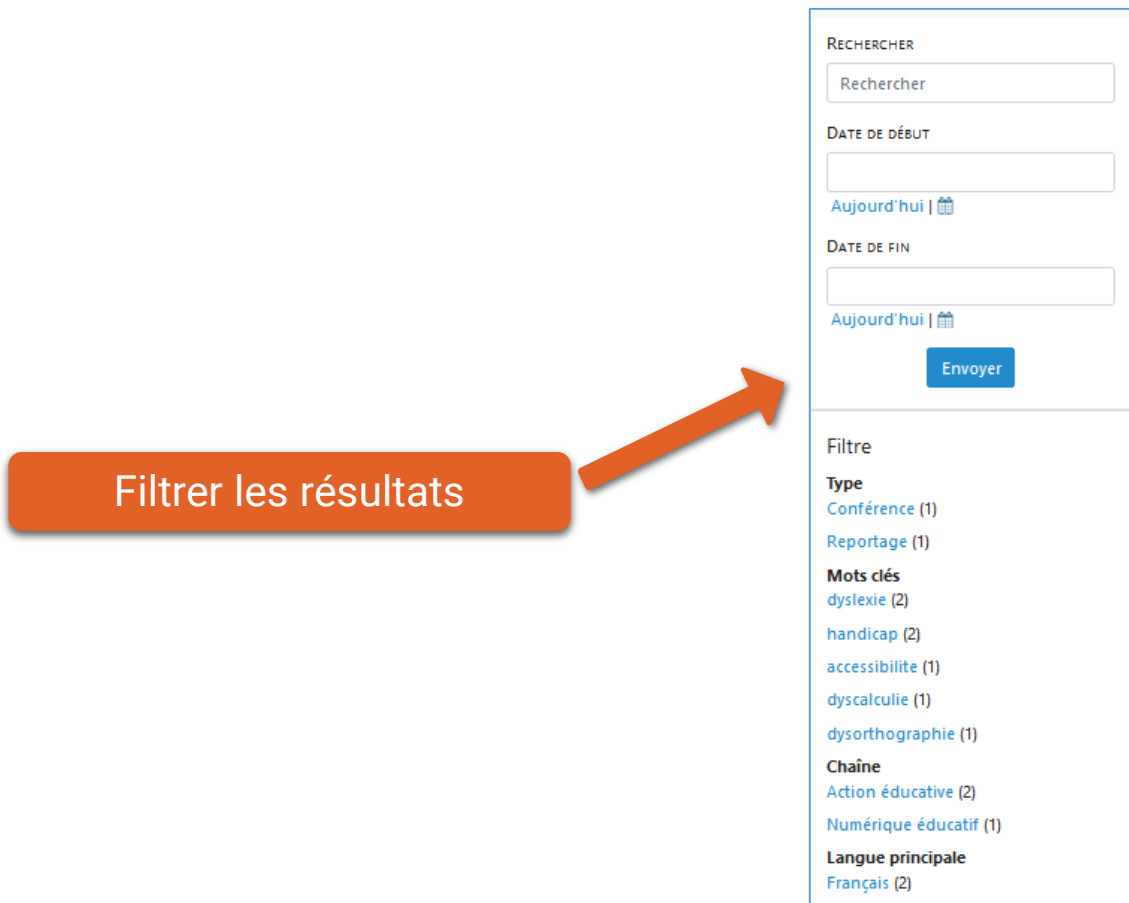 RECHERCHER
Rechercher
DATE DE DÉBUT
Aujourd'hui |
DATE DE FIN
Aujourd'hui |
Envoyer
Filtrer les résultats
Filtre
Type
Conférence (1)
Reportage (1)
Mots clés
dyslexie (2)
handicap (2)
accessibilite (1)
dyscalculie (1)
dysorthographie (1)
Chaîne
Action éducative (2)
Numérique éducatif (1)
Langue principale
Français (2)